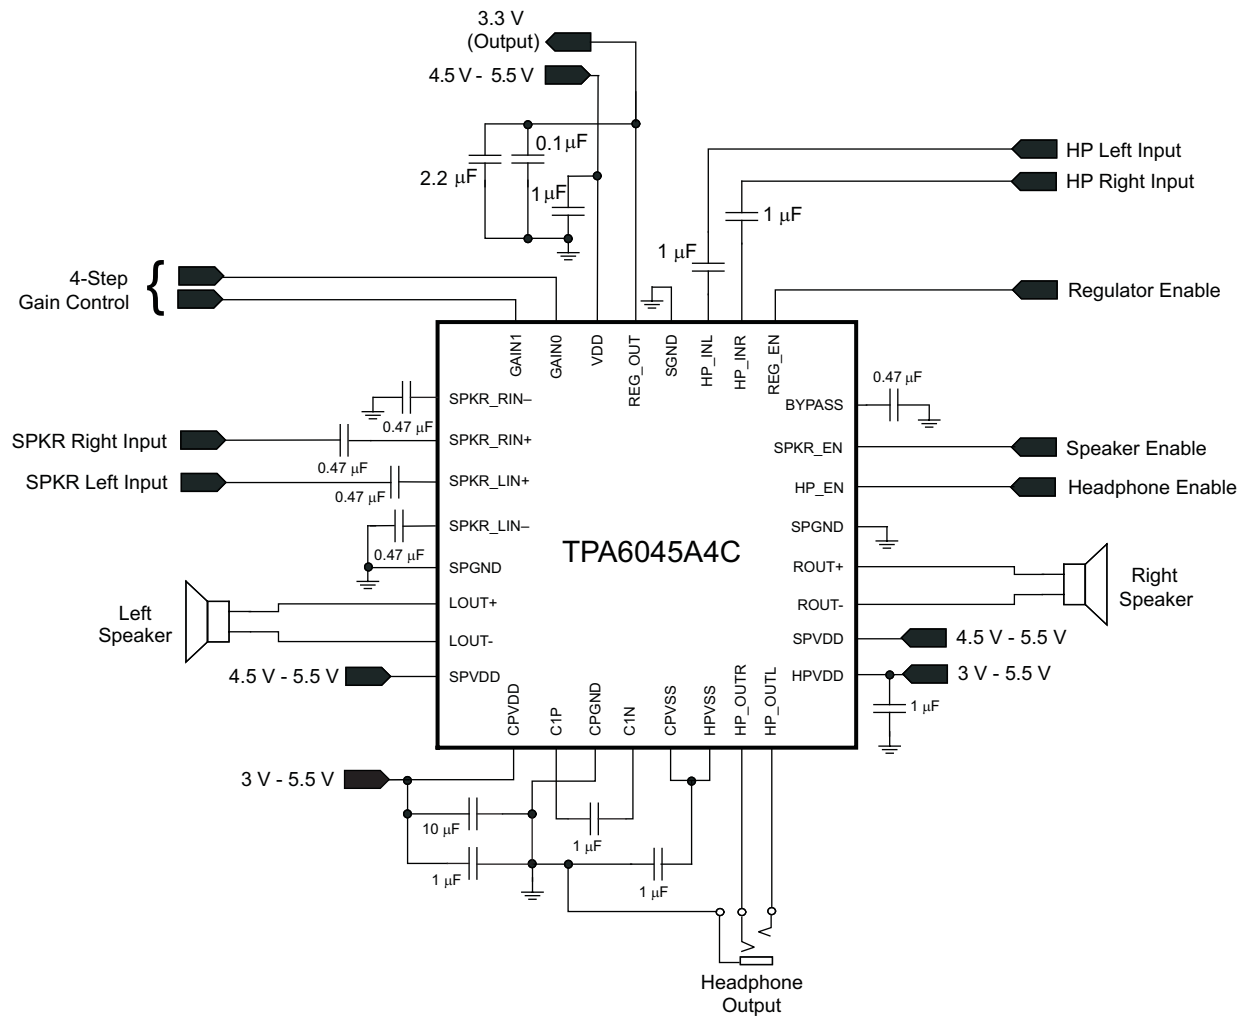 3.3 V
(Output)
4.5 V - 5.5 V
0.1 μF
2.2 μF
1 μF
HP Left Input
HP Right Input
1 μF
1 μF
4-Step
Gain Control
{
Regulator Enable
GAIN1
GAIN0
VDD
REG_OUT
SGND
HP_INL
HP_INR
REG_EN
SPKR_RIN–
0.47 μF
BYPASS
0.47 μF
SPKR Right Input
SPKR_RIN+
0.47 μF
SPKR_EN
Speaker Enable
SPKR Left Input
SPKR_LIN+
0.47 μF
HP_EN
Headphone Enable
SPKR_LIN–
0.47 μF
SPGND
TPA6045A4C
SPGND
ROUT+
Right
Speaker
Left
Speaker
LOUT+
ROUT-
LOUT-
SPVDD
4.5 V - 5.5 V
4.5 V - 5.5 V
SPVDD
HPVDD
3 V - 5.5 V
1 μF
CPVDD
C1P
CPGND
C1N
CPVSS
HPVSS
HP_OUTR
HP_OUTL
3 V - 5.5 V
10 μF
1 μF
1 μF
1 μF
Headphone
Output